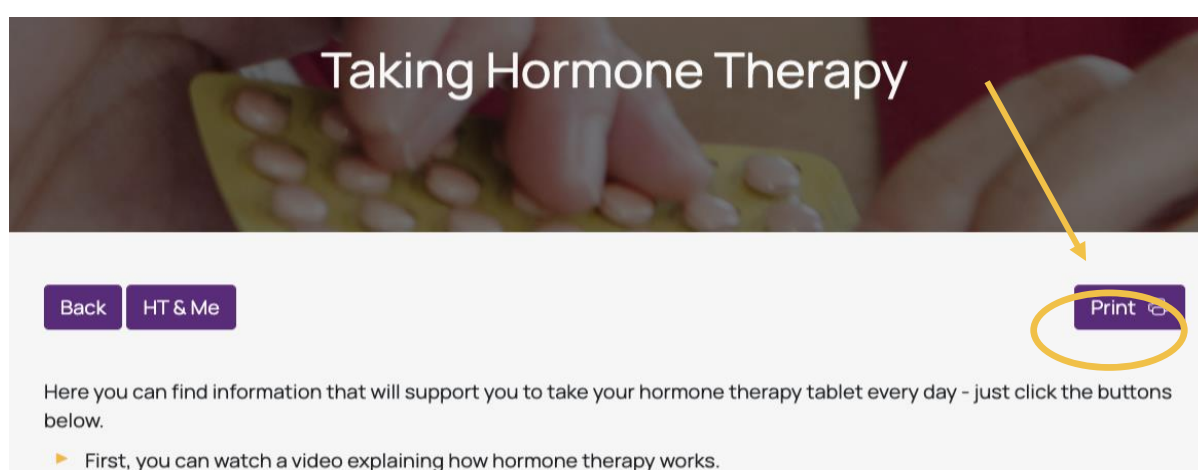 Taking Hormone Therapy
Back HT & Me Print
Here you can find information that will support you to take your hormone therapy tablet every day - just click the buttons
below.
First, you can watch a video explaining how hormone therapy works.